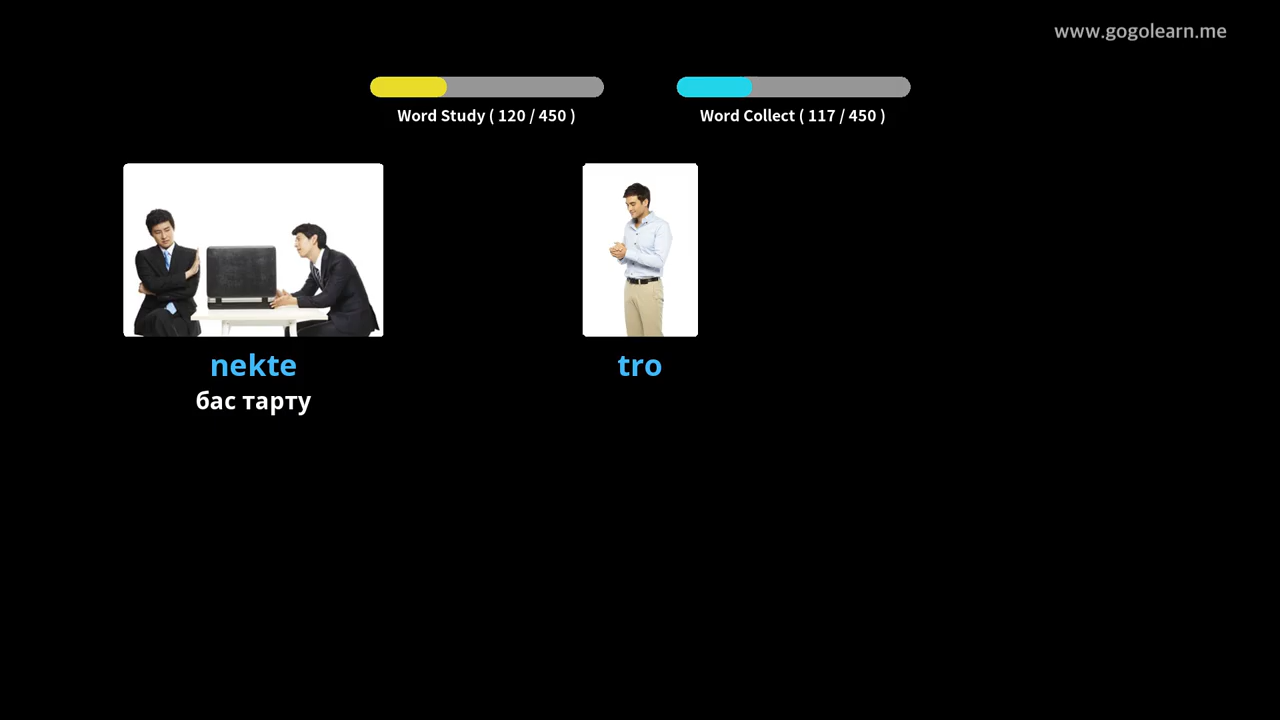 www.gogolearn.me
Word Study ( 120 / 450 )
Word Collect ( 117 / 450 )
nekte
бас тарту
tro